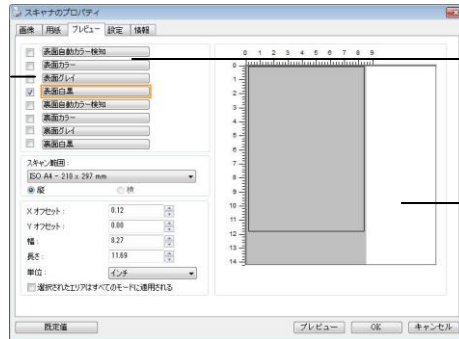 スキャナのプロパティ
画像 用紙 プレビュー 設定 情報
表面自動カラー検知
表面カラー
表面グレイ
表面白黒
裏面自動カラー検知
裏面カラー
裏面グレイ
裏面白黒
スキャン範囲:
ISO A4 - 210 x 297 mm
縦 横
Xオフセット: 0.12
Yオフセット: 0.00
幅: 8.27
長さ: 11.69
単位: インチ
選択されたエリアはすべてのモードに適用される
0 1 2 3 4 5 6 7 8 9
0
1
2
3
4
5
6
7
8
9
10
11
12
13
14
既定値 プレビュー OK キャンセル